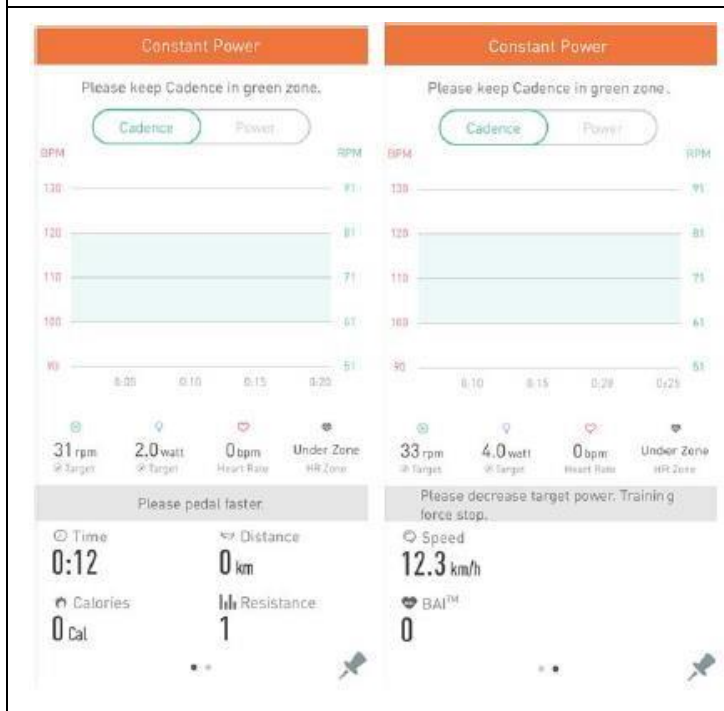 Constant Power
Please keep Cadence in green zone.
Cadence Power
BPM RPM
130 91
120 81
110 71
100 61
90 51
0:05 0:10 0:15 0:20
31 rpm 2.0 watt 0 bpm Under Zone
Target Target Heart Rate HR Zone
Please pedal faster.
Time Distance
0:12 0 km
Calories Resistance
0 Cal 1
Constant Power
Please keep Cadence in green zone.
Cadence Power
BPM RPM
130 91
120 81
110 71
100 61
90 51
0:10 0:15 0:20 0:25
33 rpm 4.0 watt 0 bpm Under Zone
Target Target Heart Rate HR Zone
Please decrease target power. Training
force stop.
Speed
12.3 km/h
BAI™
0